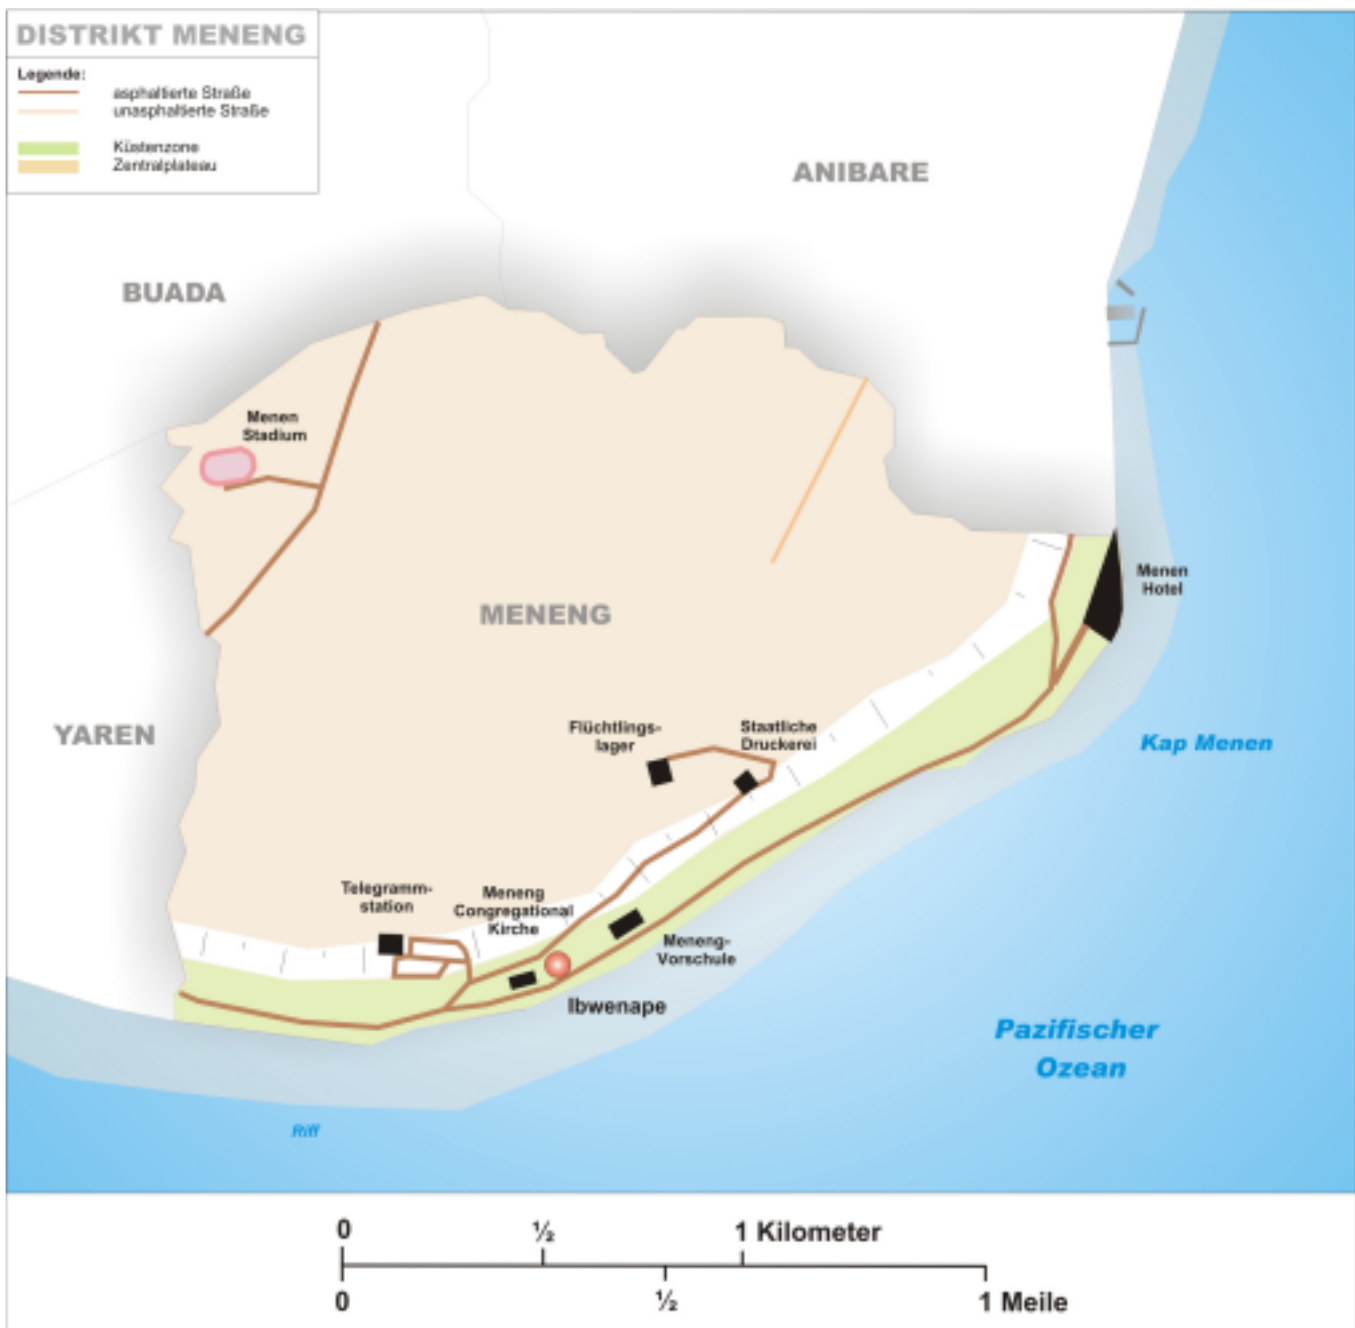 DISTRIKT MENENG
Legende:
asphaltierte Straße
unasphaltierte Straße
Küstenzone
Zentralplateau
ANIBARE
BUADA
Menen
Stadium
Menen
Hotel
MENENG
YAREN
Flüchtlings-
lager
Staatliche
Druckerei
Kap Menen
Telegramm-
station
Meneng
Congregational
Kirche
Meneng-
Vorschule
Ibwenape
Pazifischer
Ozean
Riff
0 ½ 1 Kilometer
0 ½ 1 Meile